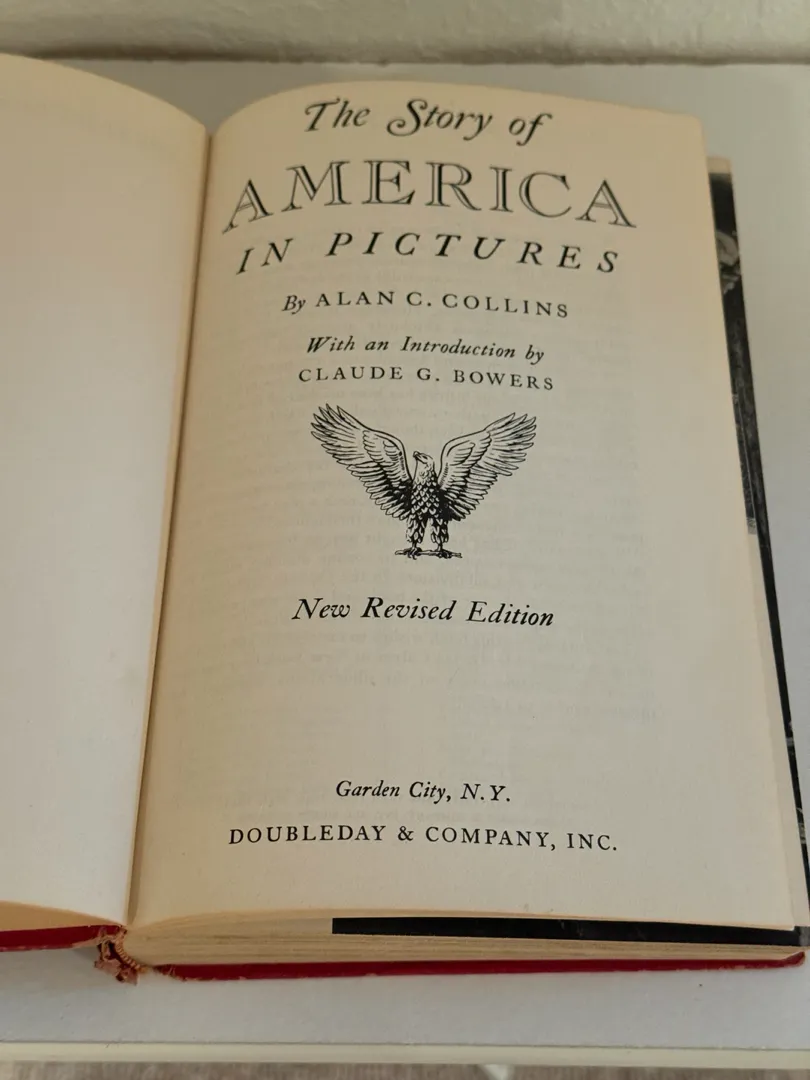 The Story of
AMERICA
IN PICTURES
By ALAN C. COLLINS
With an Introduction by
CLAUDE G. BOWERS
New Revised Edition
Garden City, N.Y.
DOUBLEDAY & COMPANY, INC.